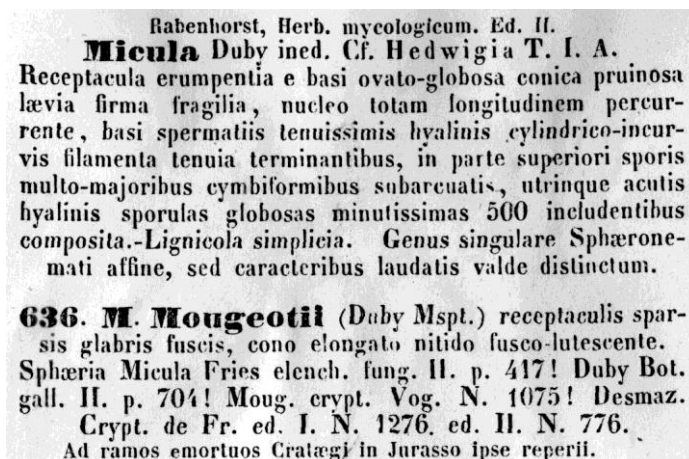 Rabenhorst, Herb. mycologicum. Ed. II.
Micula Duby ined. Cf. Hedwigia T. I. A.
Receptacula erumpentia e basi ovato-globosa conica pruinosa
lævia firma fragilia, nucleo totam longitudinem percur-
rente, basi spermatiis tenuissimis hyalinis cylindrico-incur-
vis filamenta tenuia terminantibus, in parte superiori sporis
multo-majoribus cymbiformibus subarcuatis, utrinque acutis
hyalinis sporulas globosas minutissimas 500 includentibus
composita.-Lignicola simplicia. Genus singulare Sphærone-
mati affine, sed caracteribus laudatis valde distinctum.
636. M. Mougeotii (Duby Mspt.) receptaculis spar-
sis glabris fuscis, cono elongato nitido fusco-lutescente.
Sphæria Micula Fries elench. fung. II. p. 417! Duby Bot.
gall. II. p. 704! Moug. crypt. Vog. N. 1075! Desmaz.
Crypt. de Fr. ed. I. N. 1276. ed. II. N. 776.
Ad ramos emortuos Cratægi in Jurasso ipse reperii.